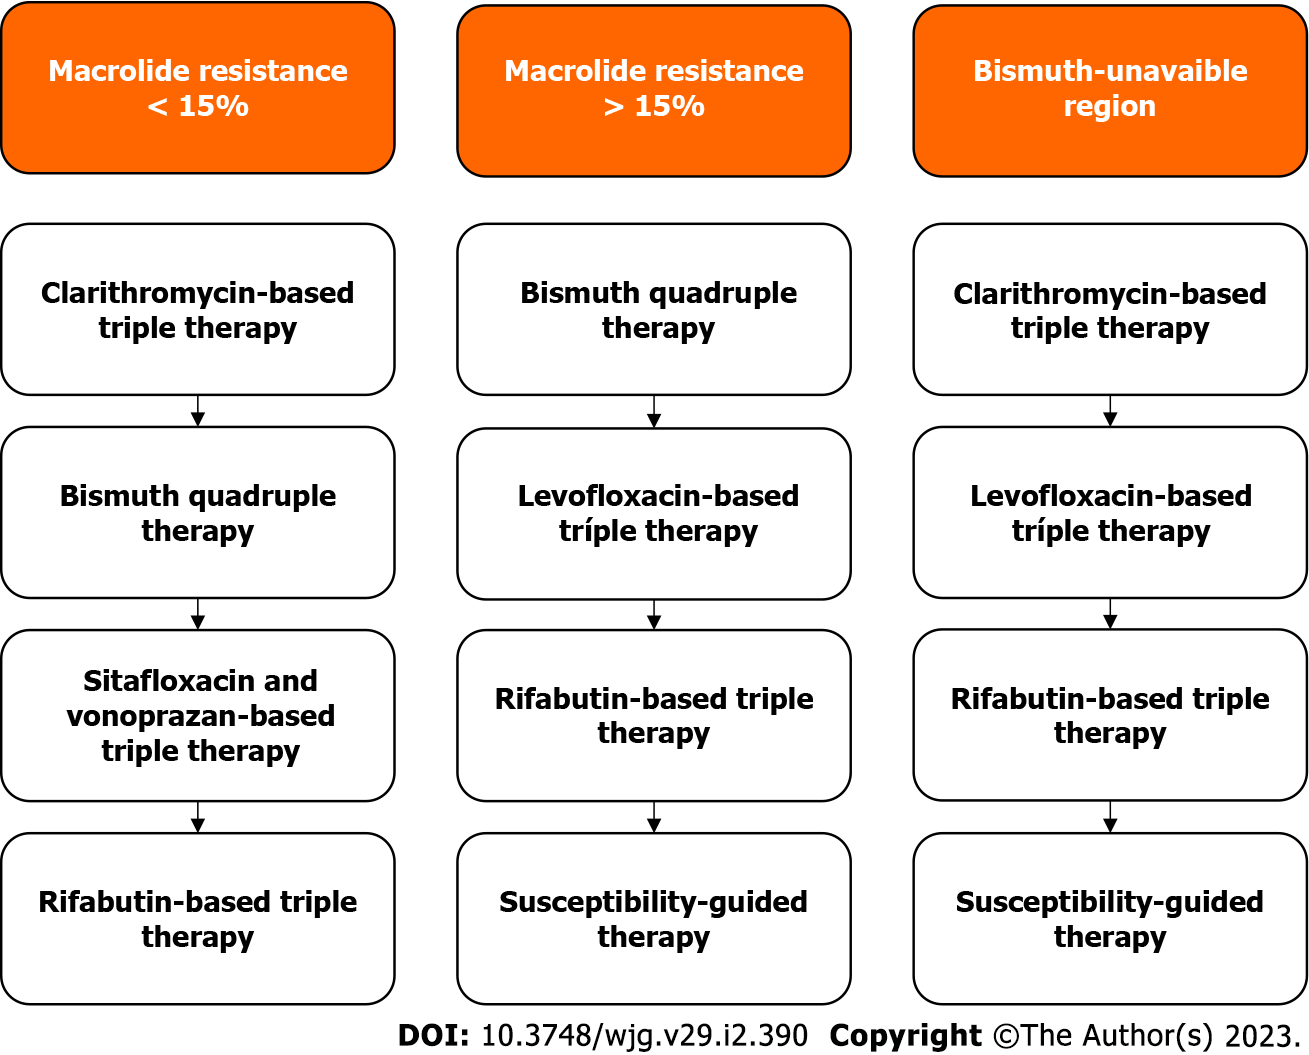 Macrolide resistance
< 15%
Macrolide resistance
> 15%
Bismuth-unavaible
region
Clarithromycin-based
triple therapy
Bismuth quadruple
therapy
Clarithromycin-based
triple therapy
Bismuth quadruple
therapy
Levofloxacin-based
tríple therapy
Levofloxacin-based
tríple therapy
Sitafloxacin and
vonoprazan-based
triple therapy
Rifabutin-based triple
therapy
Rifabutin-based triple
therapy
Rifabutin-based triple
therapy
Susceptibility-guided
therapy
Susceptibility-guided
therapy
DOI: 10.3748/wjg.v29.i2.390 Copyright ©The Author(s) 2023.